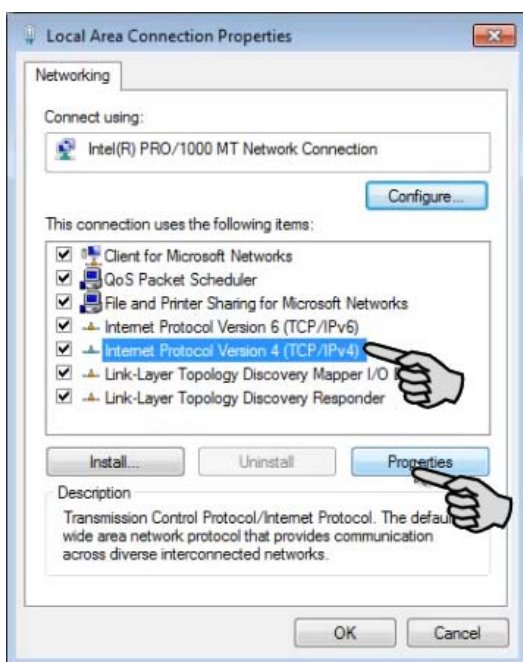 Local Area Connection Properties
Networking
Connect using:
Intel(R) PRO/1000 MT Network Connection
Configure...
This connection uses the following items:
Client for Microsoft Networks
QoS Packet Scheduler
File and Printer Sharing for Microsoft Networks
Internet Protocol Version 6 (TCP/IPv6)
Internet Protocol Version 4 (TCP/IPv4)
Link-Layer Topology Discovery Mapper I/O
Link-Layer Topology Discovery Responder
Install... Uninstall Properties
Description
Transmission Control Protocol/Internet Protocol. The default
wide area network protocol that provides communication
across diverse interconnected networks.
OK Cancel